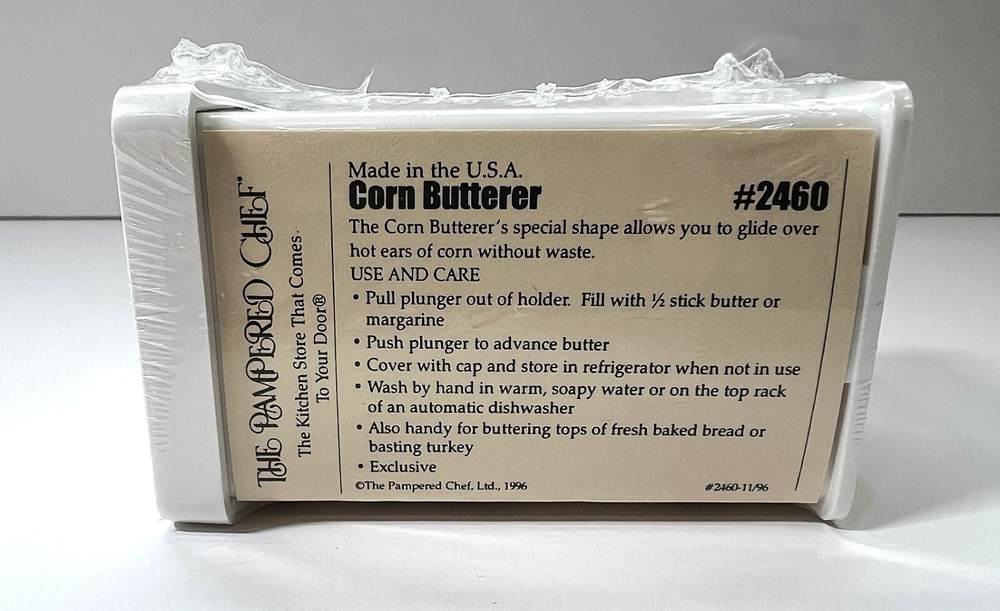 THE PAMPERED CHEF®
The Kitchen Store That Comes
To Your Door®
Made in the U.S.A.
Corn Butterer #2460
The Corn Butterer's special shape allows you to glide over
hot ears of corn without waste.
USE AND CARE
• Pull plunger out of holder. Fill with ½ stick butter or
margarine
• Push plunger to advance butter
• Cover with cap and store in refrigerator when not in use
• Wash by hand in warm, soapy water or on the top rack
of an automatic dishwasher
• Also handy for buttering tops of fresh baked bread or
basting turkey
• Exclusive
©The Pampered Chef, Ltd., 1996 #2460-11/96